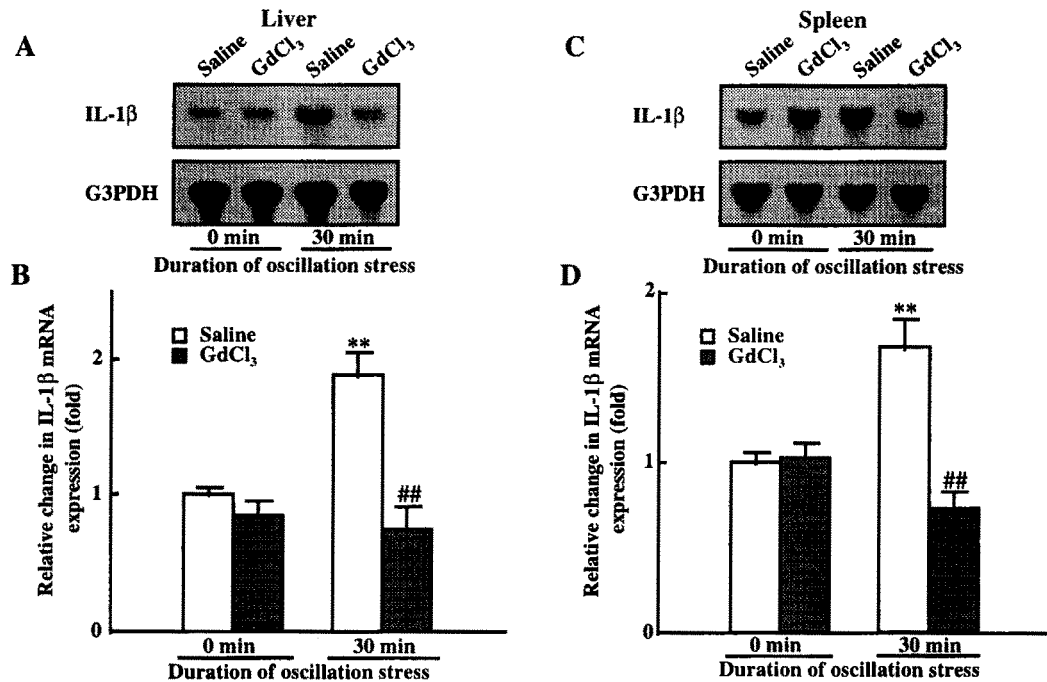 Liver
A
Saline
GdCl₃
Saline
GdCl₃
IL-1β
G3PDH
0 min
30 min
Duration of oscillation stress
B
Relative change in IL-1β mRNA
expression (fold)
2
1
0
Saline
GdCl₃
**
##
0 min
30 min
Duration of oscillation stress
Spleen
C
Saline
GdCl₃
Saline
GdCl₃
IL-1β
G3PDH
0 min
30 min
Duration of oscillation stress
D
Relative change in IL-1β mRNA
expression (fold)
2
1
0
Saline
GdCl₃
**
##
0 min
30 min
Duration of oscillation stress